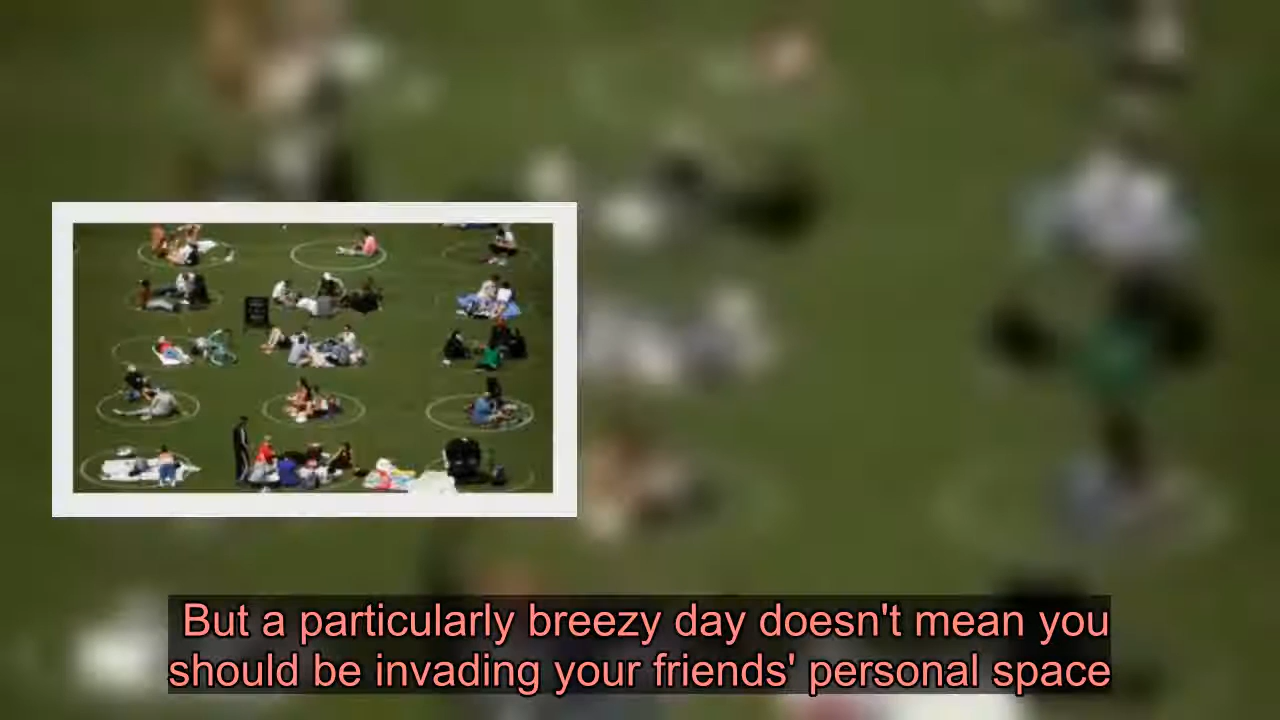 But a particularly breezy day doesn't mean you
should be invading your friends' personal space